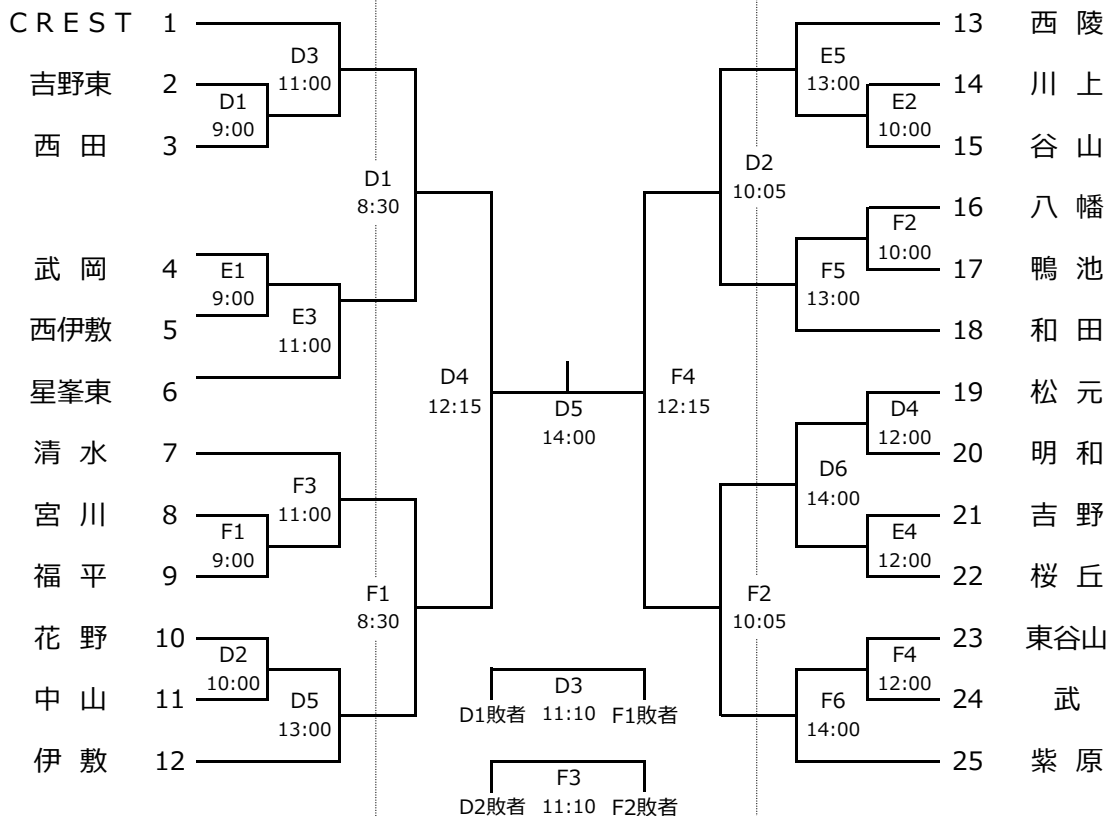 CREST 1
D3
11:00
吉野東 2
D1
9:00
西田 3
D1
8:30
武岡 4
E1
9:00
西伊敷 5
E3
11:00
星峯東 6
D4
12:15
清水 7
F3
11:00
宮川 8
F1
9:00
福平 9
F1
8:30
花野 10
D2
10:00
中山 11
D5
13:00
伊敷 12
D5
14:00
D3
D1敗者 11:10 F1敗者
F3
D2敗者 11:10 F2敗者
13 西陵
E5
13:00
14 川上
E2
10:00
15 谷山
D2
10:05
16 八幡
F2
10:00
17 鴨池
F5
13:00
18 和田
F4
12:15
19 松元
D4
12:00
20 明和
D6
14:00
21 吉野
E4
12:00
22 桜丘
F2
10:05
23 東谷山
F4
12:00
24 武
F6
14:00
25 紫原